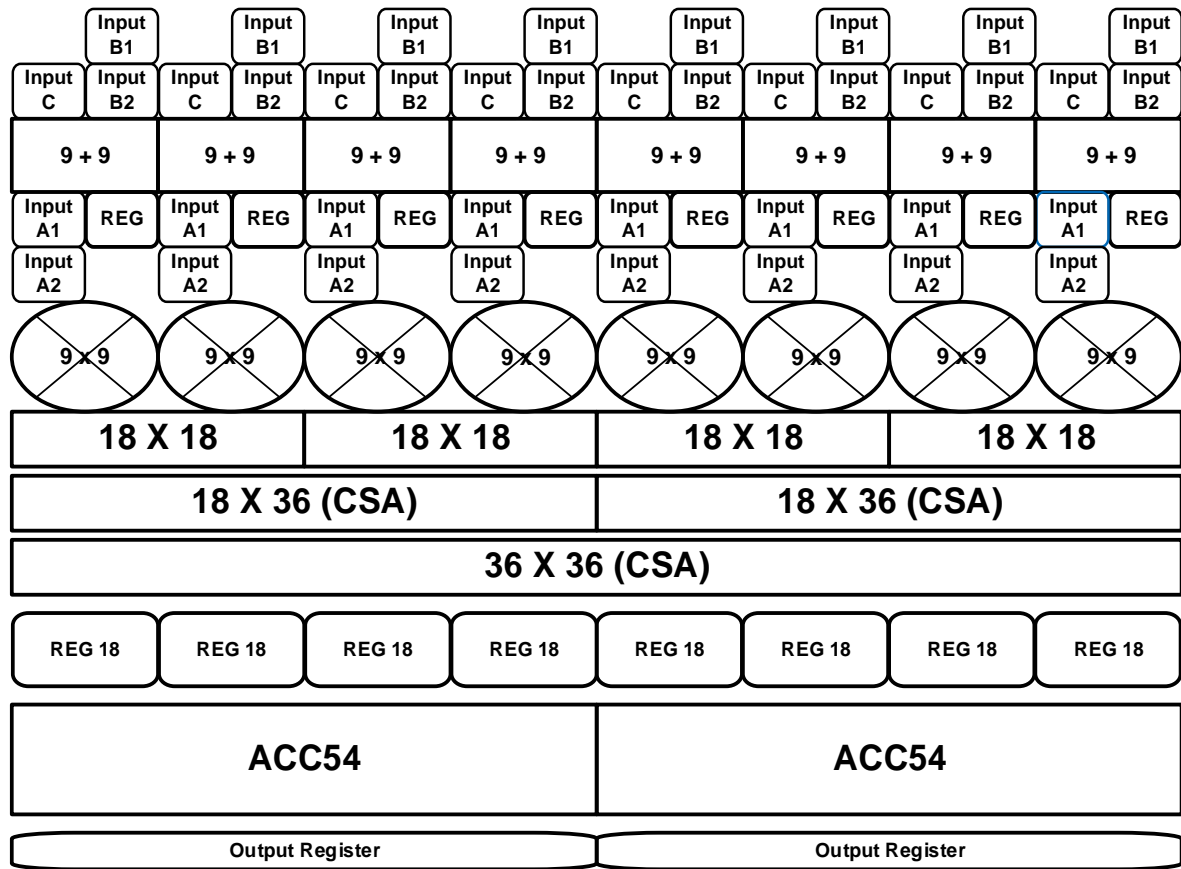 Input Input Input Input Input Input Input Input
B1 B1 B1 B1 B1 B1 B1 B1
Input Input Input Input Input Input Input Input Input Input Input Input Input Input Input Input
C B2 C B2 C B2 C B2 C B2 C B2 C B2 C B2
9 + 9 9 + 9 9 + 9 9 + 9 9 + 9 9 + 9 9 + 9 9 + 9
Input REG Input REG Input REG Input REG Input REG Input REG Input REG Input REG
A1 A1 A1 A1 A1 A1 A1 A1
Input Input Input Input Input Input Input Input
A2 A2 A2 A2 A2 A2 A2 A2
9 x 9 9 x 9 9 x 9 9 x 9 9 x 9 9 x 9 9 x 9 9 x 9
18 X 18 18 X 18 18 X 18 18 X 18
18 X 36 (CSA) 18 X 36 (CSA)
36 X 36 (CSA)
REG 18 REG 18 REG 18 REG 18 REG 18 REG 18 REG 18 REG 18
ACC54 ACC54
Output Register Output Register